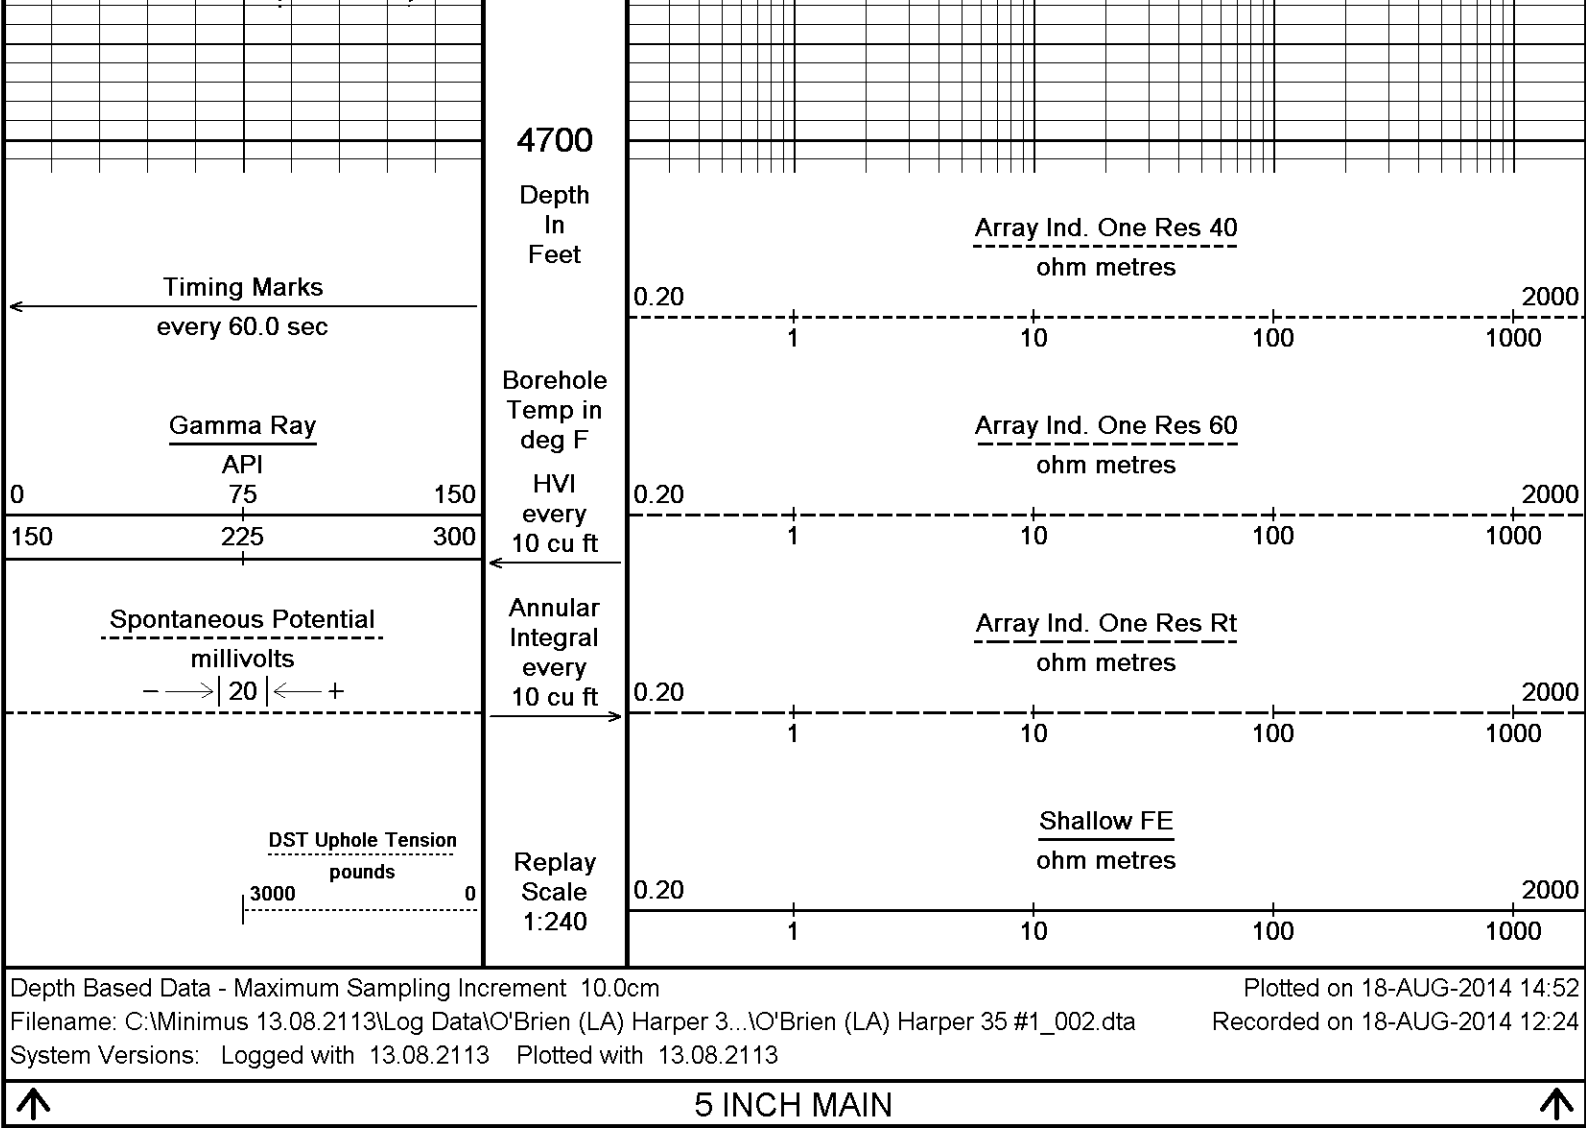 4700
Depth
In
Feet
Timing Marks
every 60.0 sec
Gamma Ray
API
0 75 150
150 225 300
Spontaneous Potential
millivolts
− 20 +
DST Uphole Tension
pounds
3000 0
Borehole
Temp in
deg F
HVI
every
10 cu ft
Annular
Integral
every
10 cu ft
Replay
Scale
1:240
Array Ind. One Res 40
ohm metres
0.20 2000
1 10 100 1000
Array Ind. One Res 60
ohm metres
0.20 2000
1 10 100 1000
Array Ind. One Res Rt
ohm metres
0.20 2000
1 10 100 1000
Shallow FE
ohm metres
0.20 2000
1 10 100 1000
Depth Based Data - Maximum Sampling Increment 10.0cm Plotted on 18-AUG-2014 14:52
Filename: C:\Minimus 13.08.2113\Log Data\O'Brien (LA) Harper 3...\O'Brien (LA) Harper 35 #1_002.dta Recorded on 18-AUG-2014 12:24
System Versions: Logged with 13.08.2113 Plotted with 13.08.2113
5 INCH MAIN